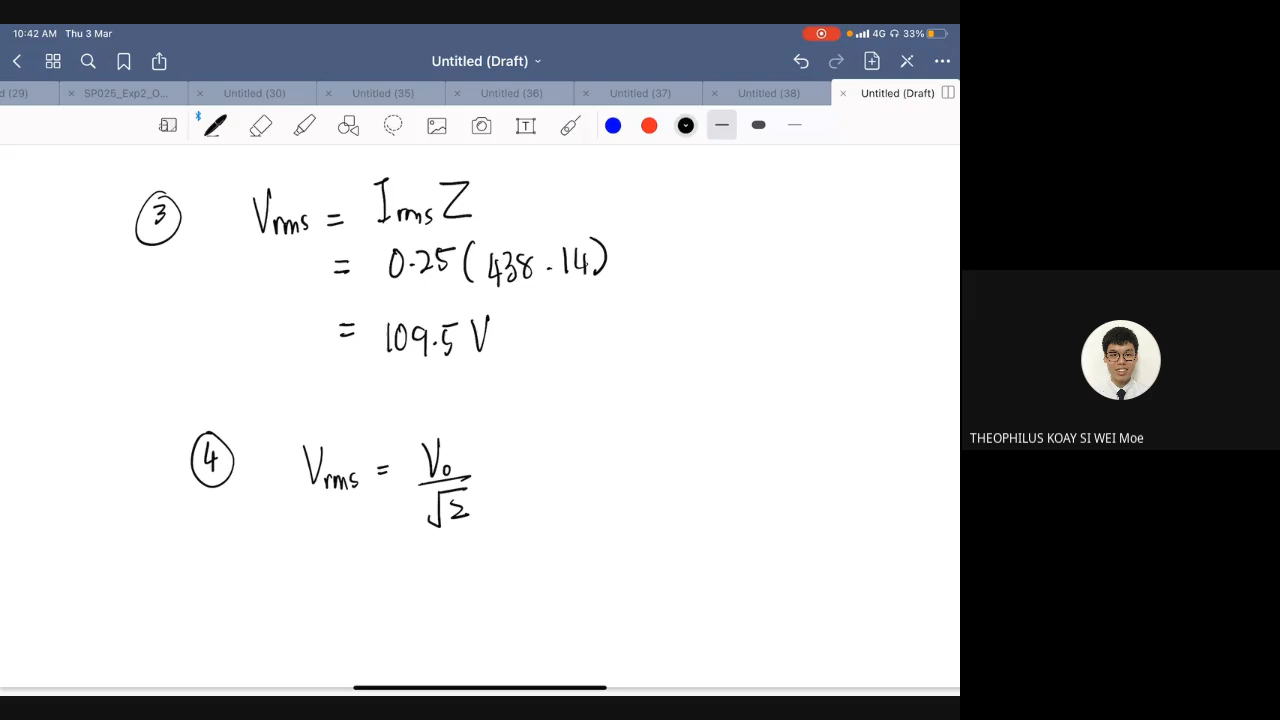 10:42 AM Thu 3 Mar
4G 33%
Untitled (Draft)
d (29)
× SP025_Exp2_O...
× Untitled (30)
× Untitled (35)
× Untitled (36)
× Untitled (37)
× Untitled (38)
× Untitled (Draft)
T
③ Vrms = Irms Z
= 0.25 (438.14)
= 109.5 V
④ Vrms = V₀/√2
THEOPHILUS KOAY SI WEI Moe